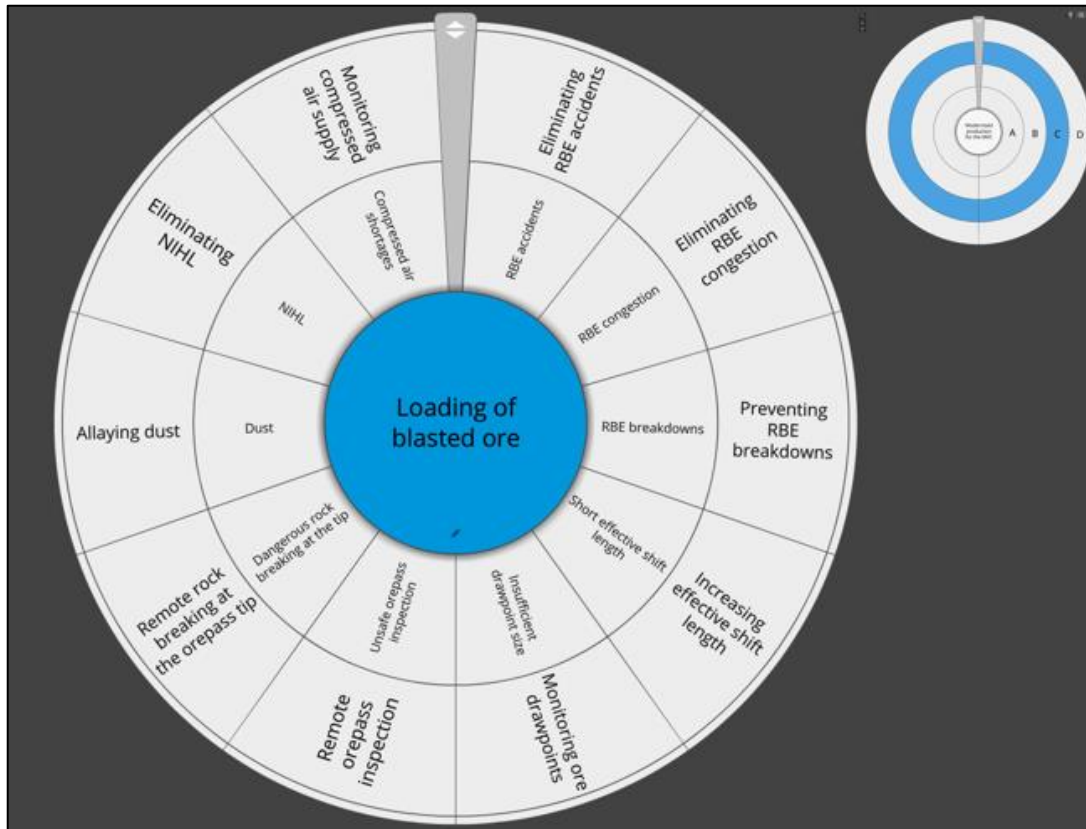 Loading of
blasted ore
RBE accidents
RBE congestion
RBE breakdowns
Short effective shift
length
Insufficient
drawpoint size
Unsafe orepass
inspection
Dangerous rock
breaking at the tip
Dust
NIHL
Compressed air
shortages
Eliminating
RBE accidents
Eliminating
RBE
congestion
Preventing
RBE
breakdowns
Increasing
effective shift
length
Monitoring ore
drawpoints
Remote
orepass
inspection
Remote rock
breaking at
the orepass tip
Allaying dust
Eliminating
NIHL
Monitoring
compressed
air supply
A
B
C
D